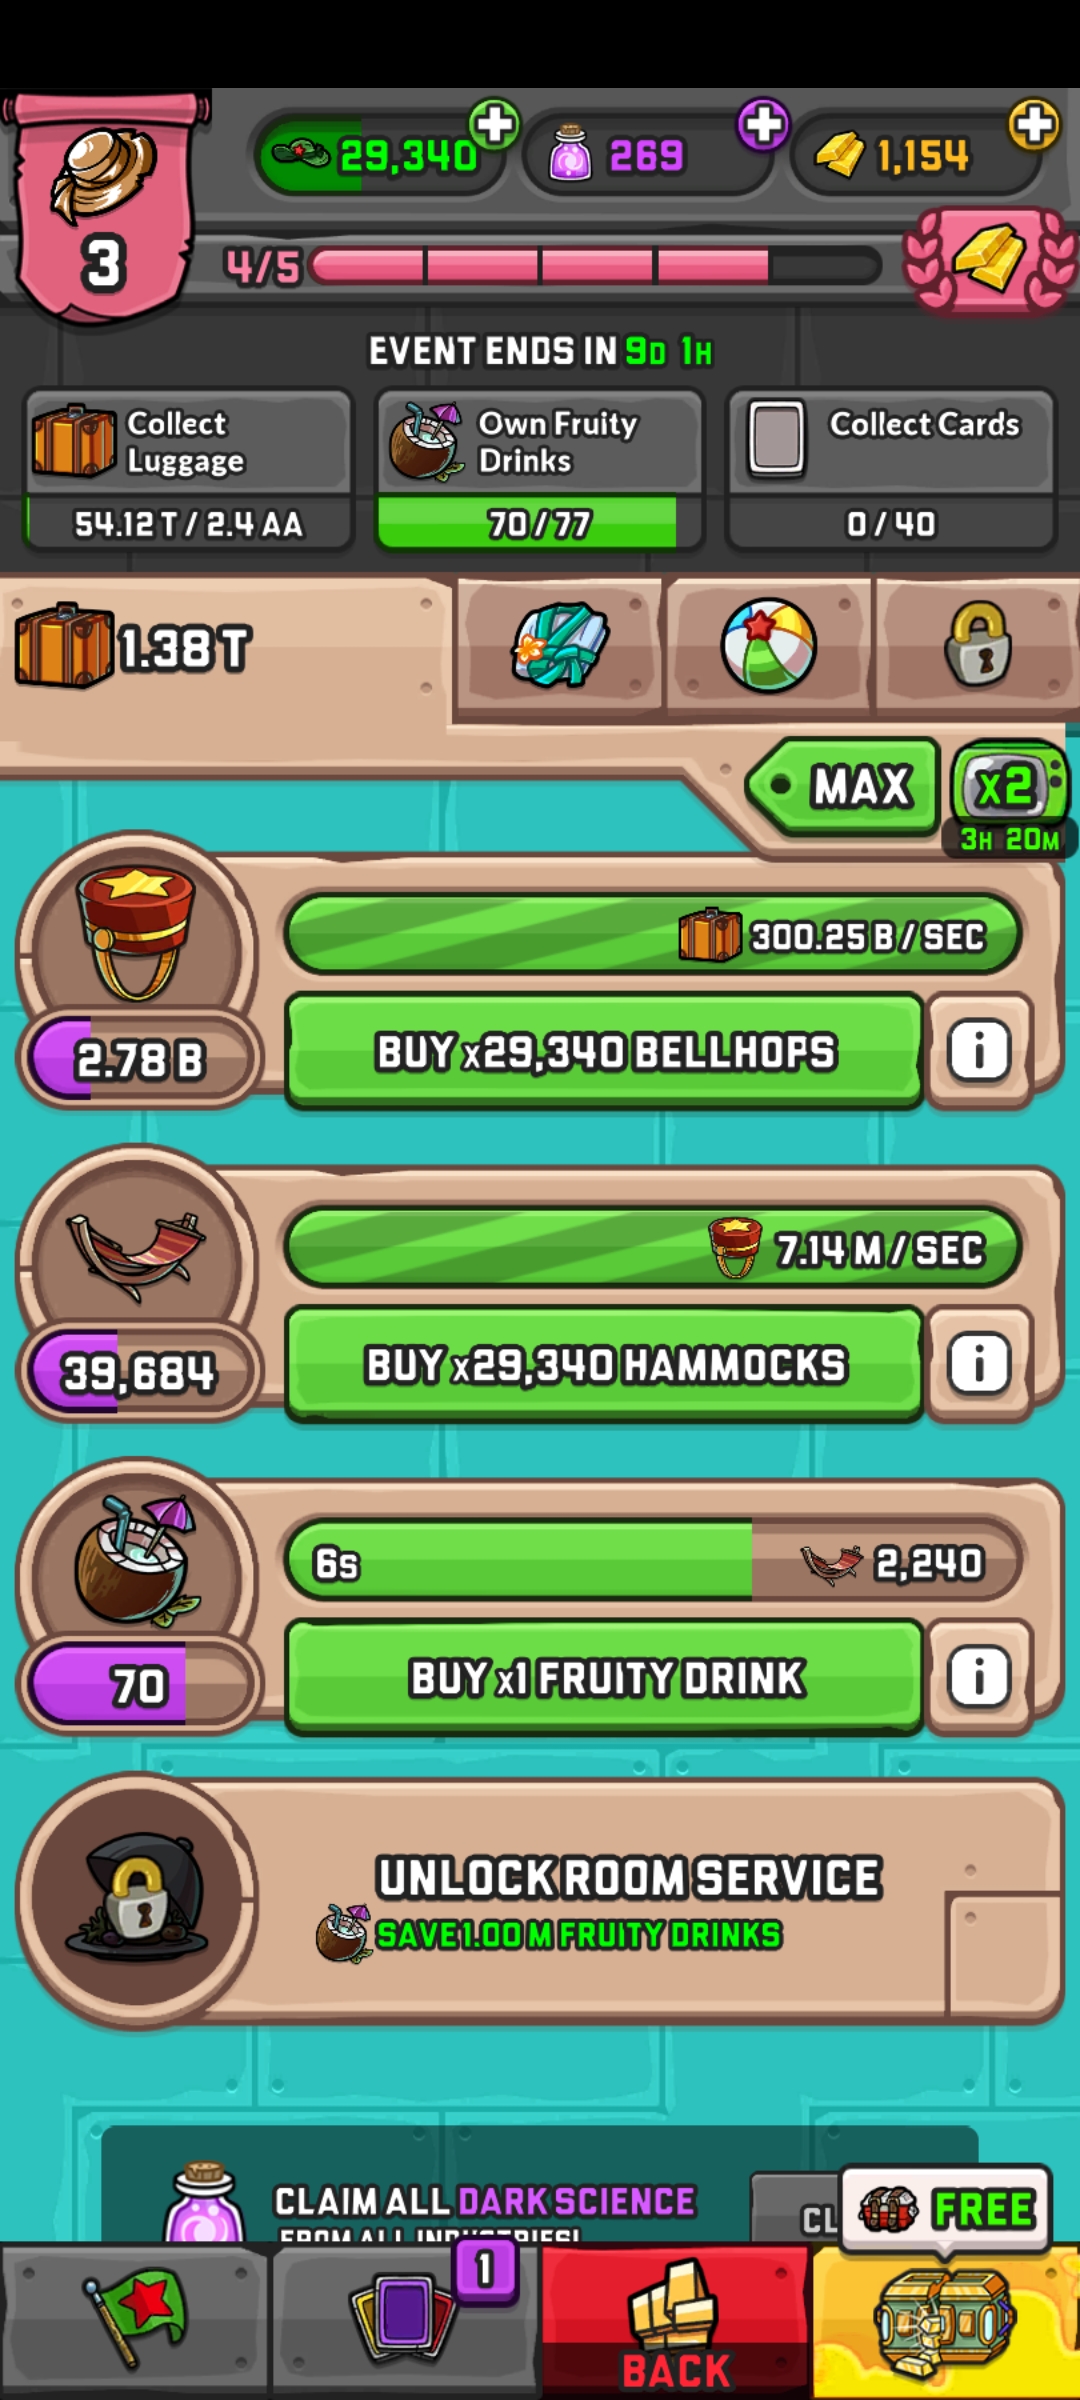 29,340
269
1,154
3
4/5
EVENT ENDS IN 9D 1H
Collect
Luggage
54.12 T / 2.4 AA
Own Fruity
Drinks
70 / 77
Collect Cards
0 / 40
1.38 T
MAX
x2
3H 20M
300.25 B / SEC
2.78 B
BUY x29,340 BELLHOPS
i
7.14 M / SEC
39,684
BUY x29,340 HAMMOCKS
i
6s
2,240
70
BUY x1 FRUITY DRINK
i
UNLOCK ROOM SERVICE
SAVE 1.00 M FRUITY DRINKS
CLAIM ALL DARK SCIENCE
FROM ALL INDUSTRIES!
CL
FREE
1
BACK